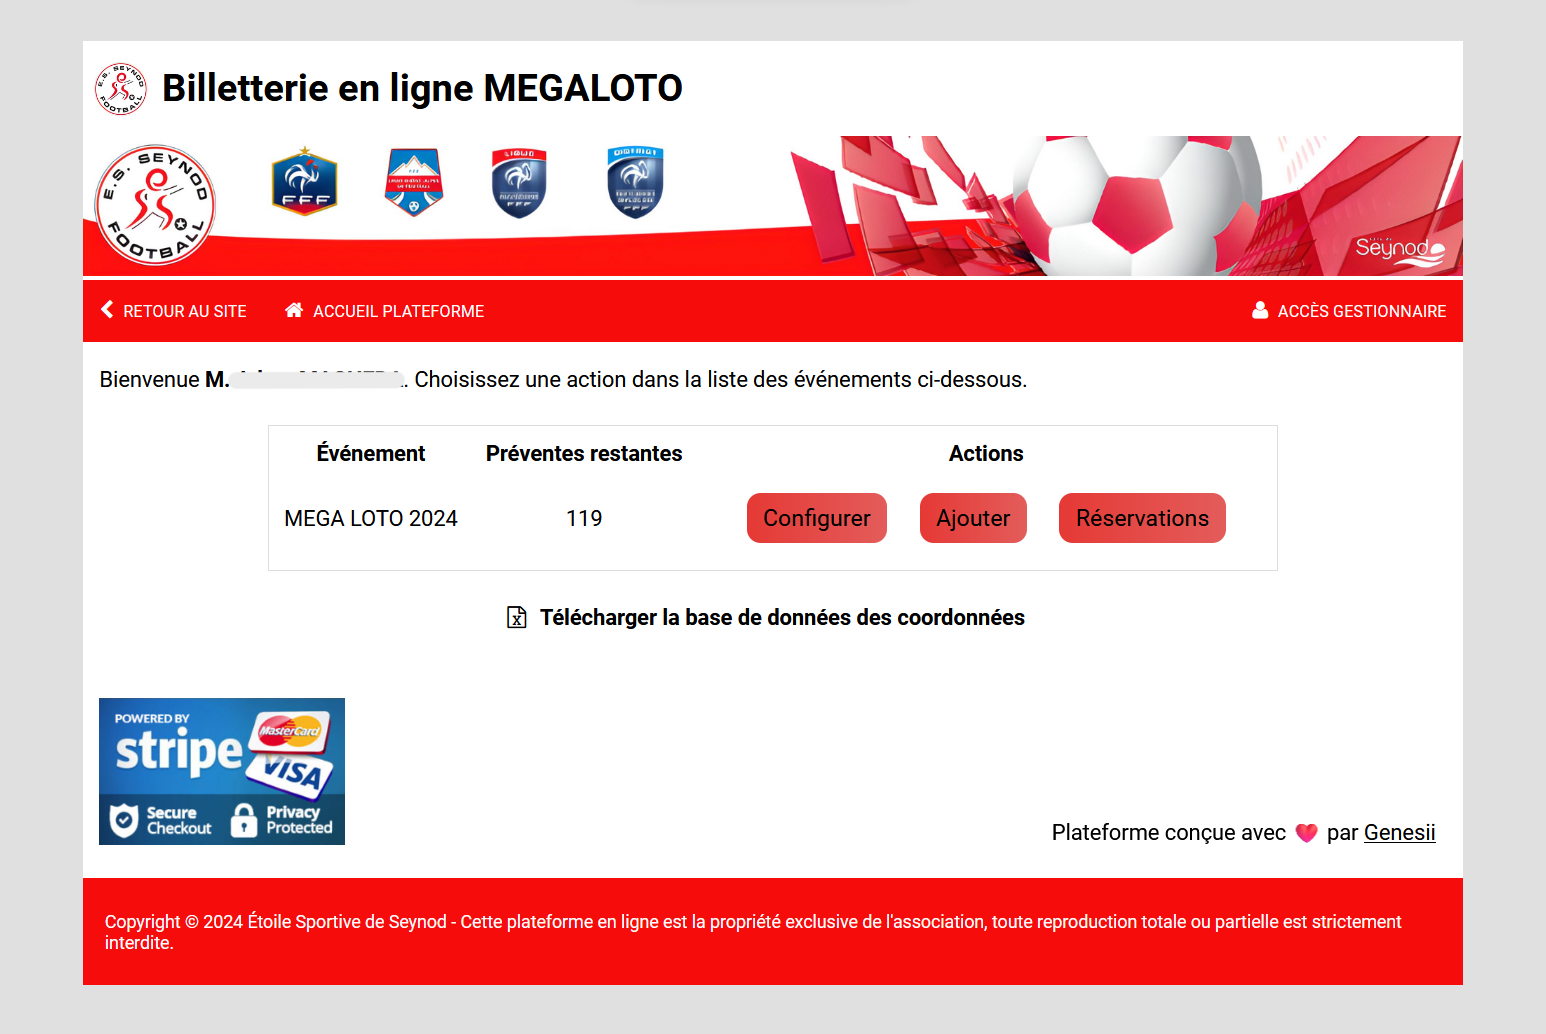 E.S. SEYNOD FOOTBALL
Billetterie en ligne MEGALOTO
E.S. SEYNOD FOOTBALL
FFF
LIGUE
DISTRICT
Seynod
RETOUR AU SITE ACCUEIL PLATEFORME ACCÈS GESTIONNAIRE
Bienvenue M. . Choisissez une action dans la liste des événements ci-dessous.
Événement Préventes restantes Actions
MEGA LOTO 2024 119 Configurer Ajouter Réservations
Télécharger la base de données des coordonnées
POWERED BY
stripe
MasterCard
VISA
Secure Checkout
Privacy Protected
Plateforme conçue avec par Genesii
Copyright © 2024 Étoile Sportive de Seynod - Cette plateforme en ligne est la propriété exclusive de l'association, toute reproduction totale ou partielle est strictement
interdite.